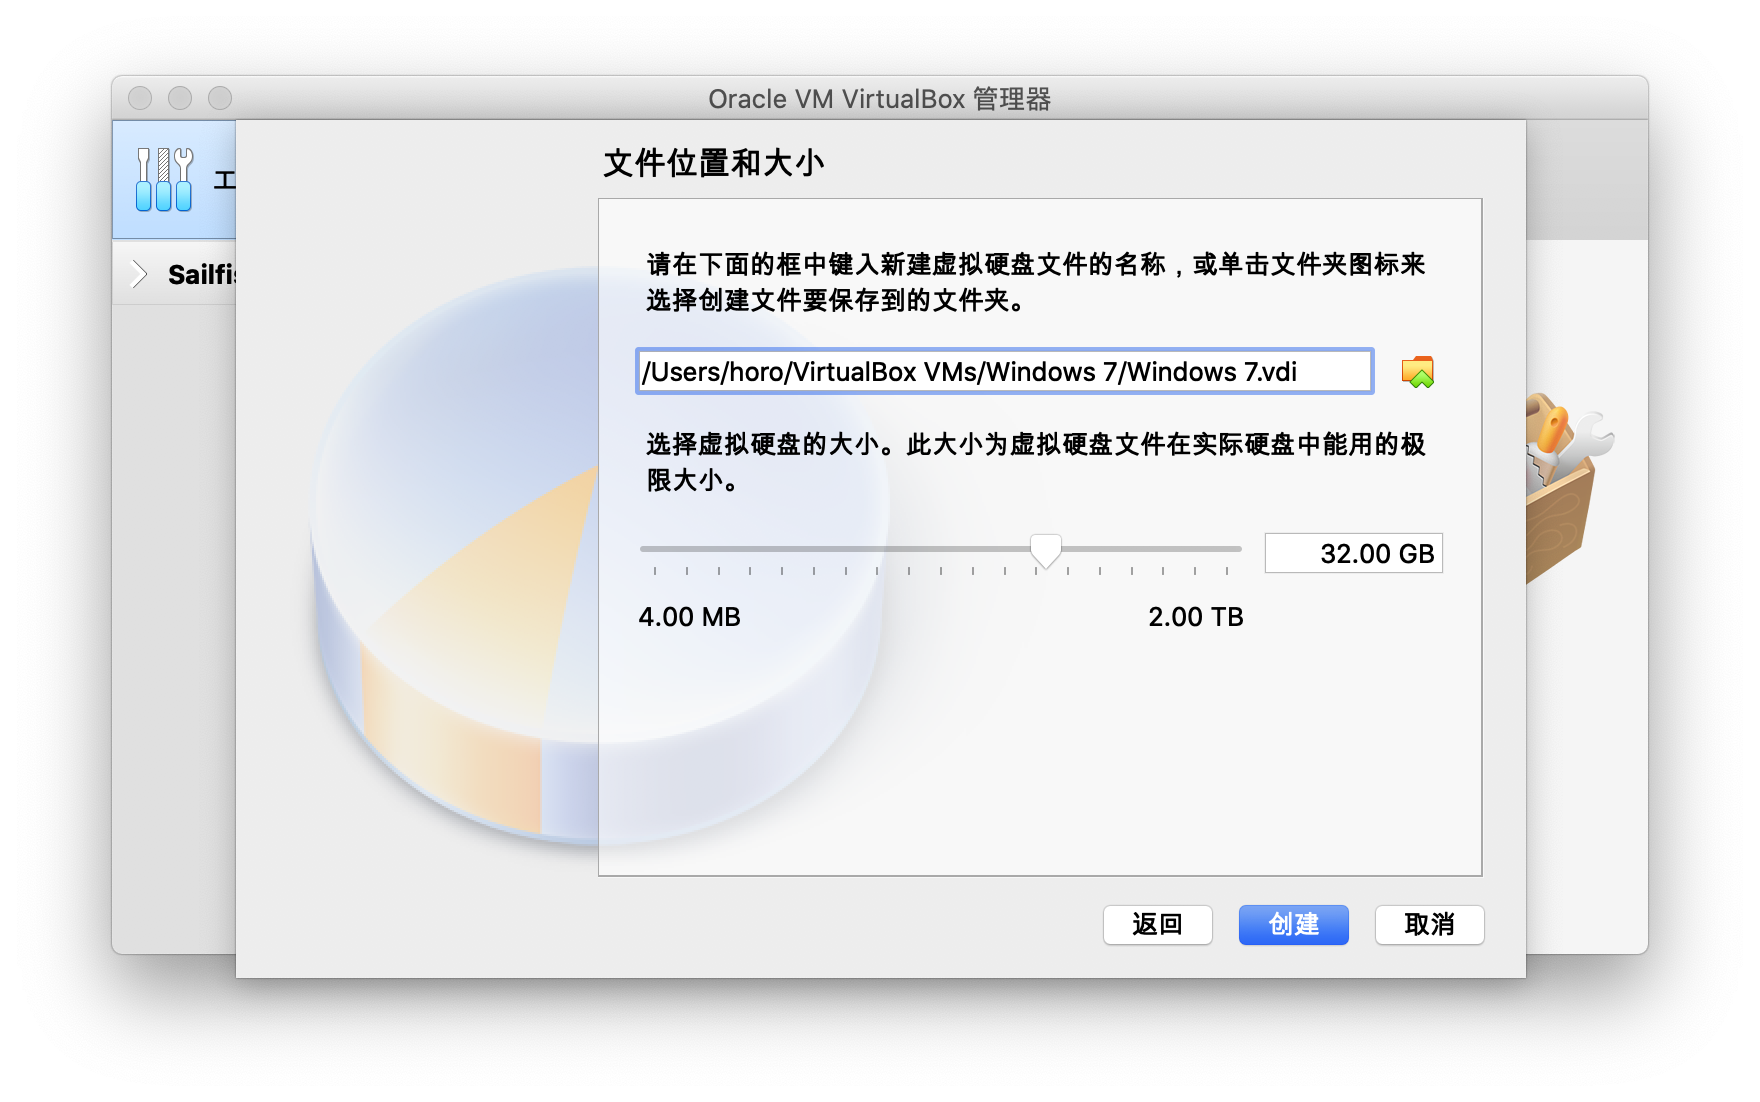 Oracle VM VirtualBox 管理器
工
Sailfis
文件位置和大小
请在下面的框中键入新建虚拟硬盘文件的名称，或单击文件夹图标来
选择创建文件要保存到的文件夹。
/Users/horo/VirtualBox VMs/Windows 7/Windows 7.vdi
选择虚拟硬盘的大小。此大小为虚拟硬盘文件在实际硬盘中能用的极
限大小。
32.00 GB
4.00 MB 2.00 TB
返回 创建 取消